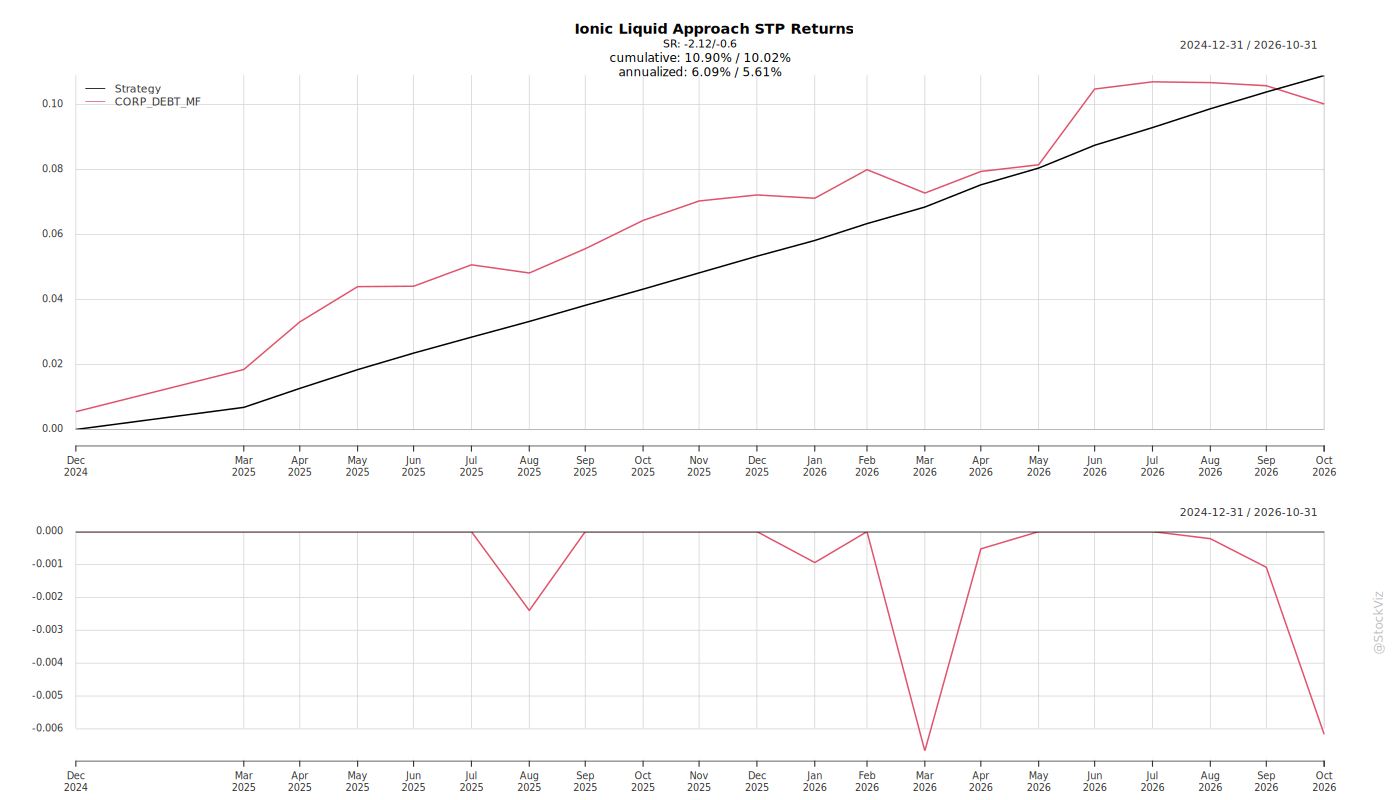 Ionic Liquid Approach STP Returns
SR: -2.12/-0.6
cumulative: 10.90% / 10.02%
annualized: 6.09% / 5.61%
2024-12-31 / 2026-10-31
Strategy
CORP_DEBT_MF
0.10
0.08
0.06
0.04
0.02
0.00
Dec Mar Apr May Jun Jul Aug Sep Oct Nov Dec Jan Feb Mar Apr May Jun Jul Aug Sep Oct
2024 2025 2025 2025 2025 2025 2025 2025 2025 2025 2025 2026 2026 2026 2026 2026 2026 2026 2026 2026 2026
2024-12-31 / 2026-10-31
0.000
-0.001
-0.002
-0.003
-0.004
-0.005
-0.006
Dec Mar Apr May Jun Jul Aug Sep Oct Nov Dec Jan Feb Mar Apr May Jun Jul Aug Sep Oct
2024 2025 2025 2025 2025 2025 2025 2025 2025 2025 2025 2026 2026 2026 2026 2026 2026 2026 2026 2026 2026
@StockViz